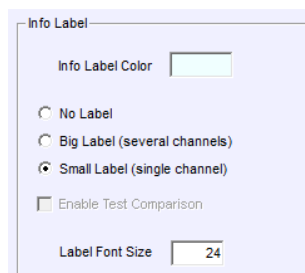 Info Label
Info Label Color
No Label
Big Label (several channels)
Small Label (single channel)
Enable Test Comparison
Label Font Size 24